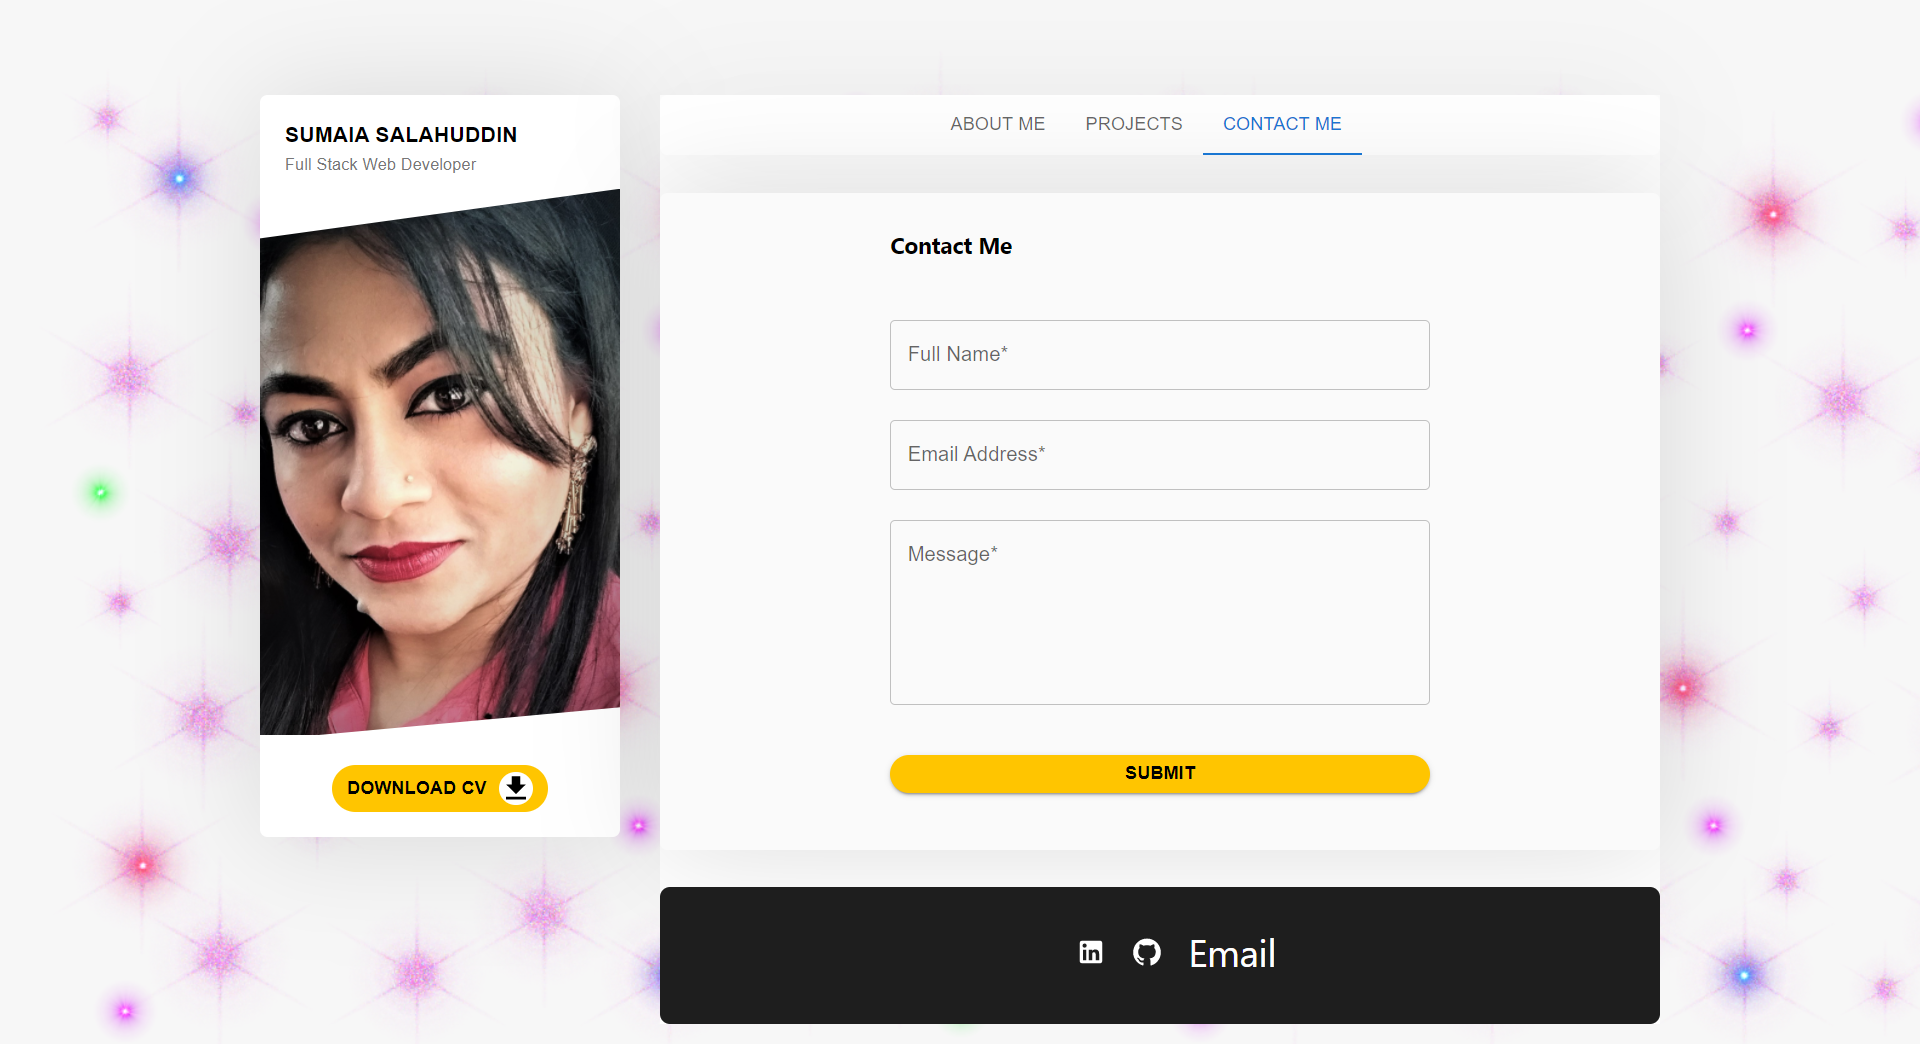 SUMAIA SALAHUDDIN
Full Stack Web Developer
DOWNLOAD CV
ABOUT ME PROJECTS CONTACT ME
Contact Me
Full Name*
Email Address*
Message*
SUBMIT
in Email